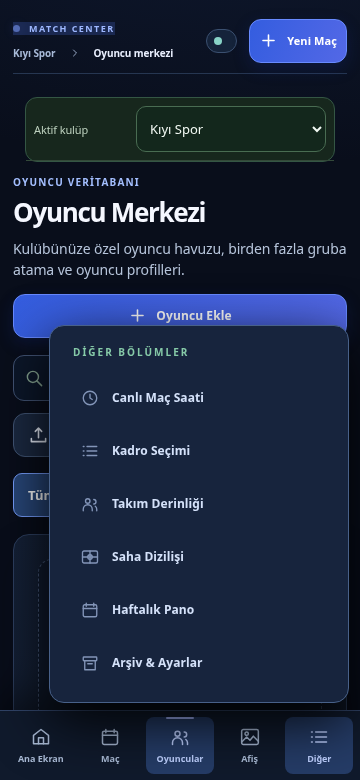 MATCH CENTER
Kıyı Spor
Oyuncu merkezi
Yeni Maç
Aktif kulüp
Kıyı Spor
OYUNCU VERİTABANI
Oyuncu Merkezi
Kulübünüze özel oyuncu havuzu, birden fazla gruba
atama ve oyuncu profilleri.
Oyuncu Ekle
Tüm
DİĞER BÖLÜMLER
Canlı Maç Saati
Kadro Seçimi
Takım Derinliği
Saha Dizilişi
Haftalık Pano
Arşiv & Ayarlar
Ana Ekran
Maç
Oyuncular
Afiş
Diğer